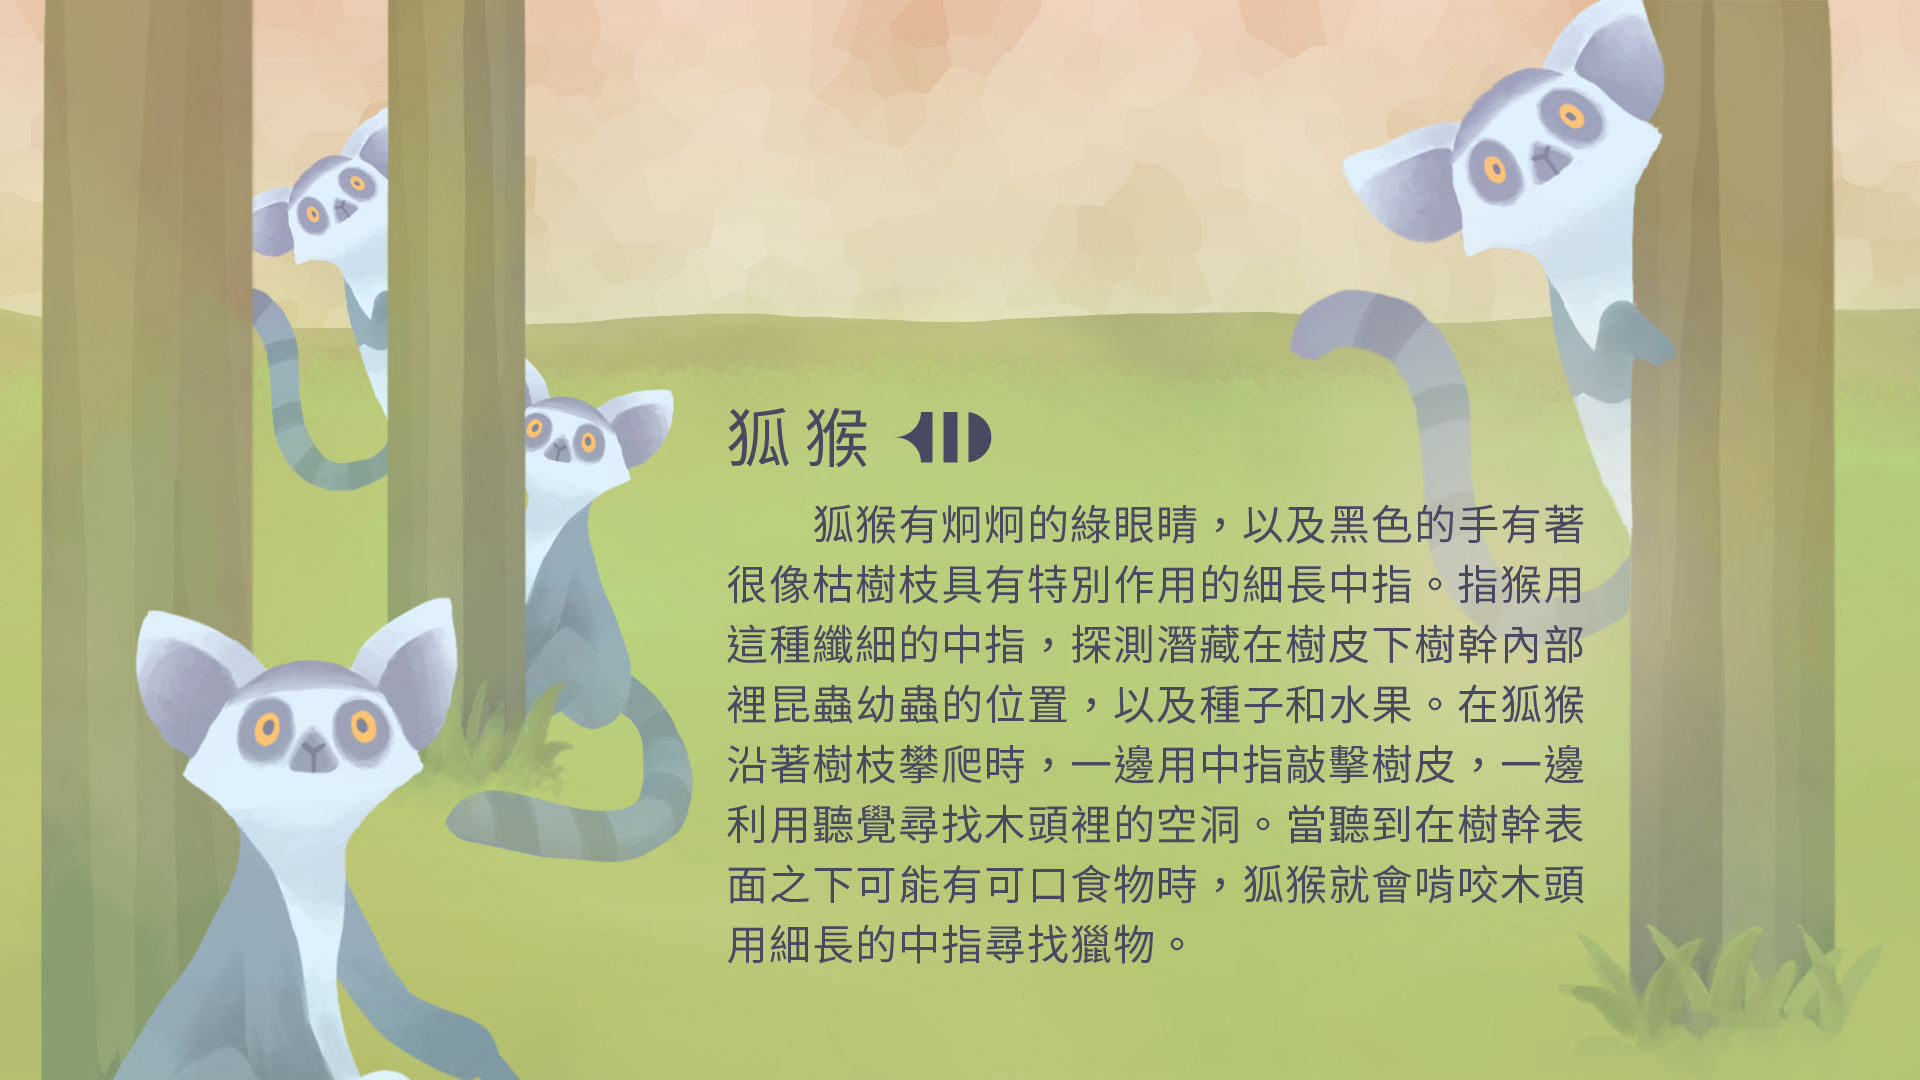 狐猴
狐猴有炯炯的綠眼睛，以及黑色的手有著
很像枯樹枝具有特別作用的細長中指。指猴用
這種纖細的中指，探測潛藏在樹皮下樹幹內部
裡昆蟲幼蟲的位置，以及種子和水果。在狐猴
沿著樹枝攀爬時，一邊用中指敲擊樹皮，一邊
利用聽覺尋找木頭裡的空洞。當聽到在樹幹表
面之下可能有可口食物時，狐猴就會啃咬木頭
用細長的中指尋找獵物。